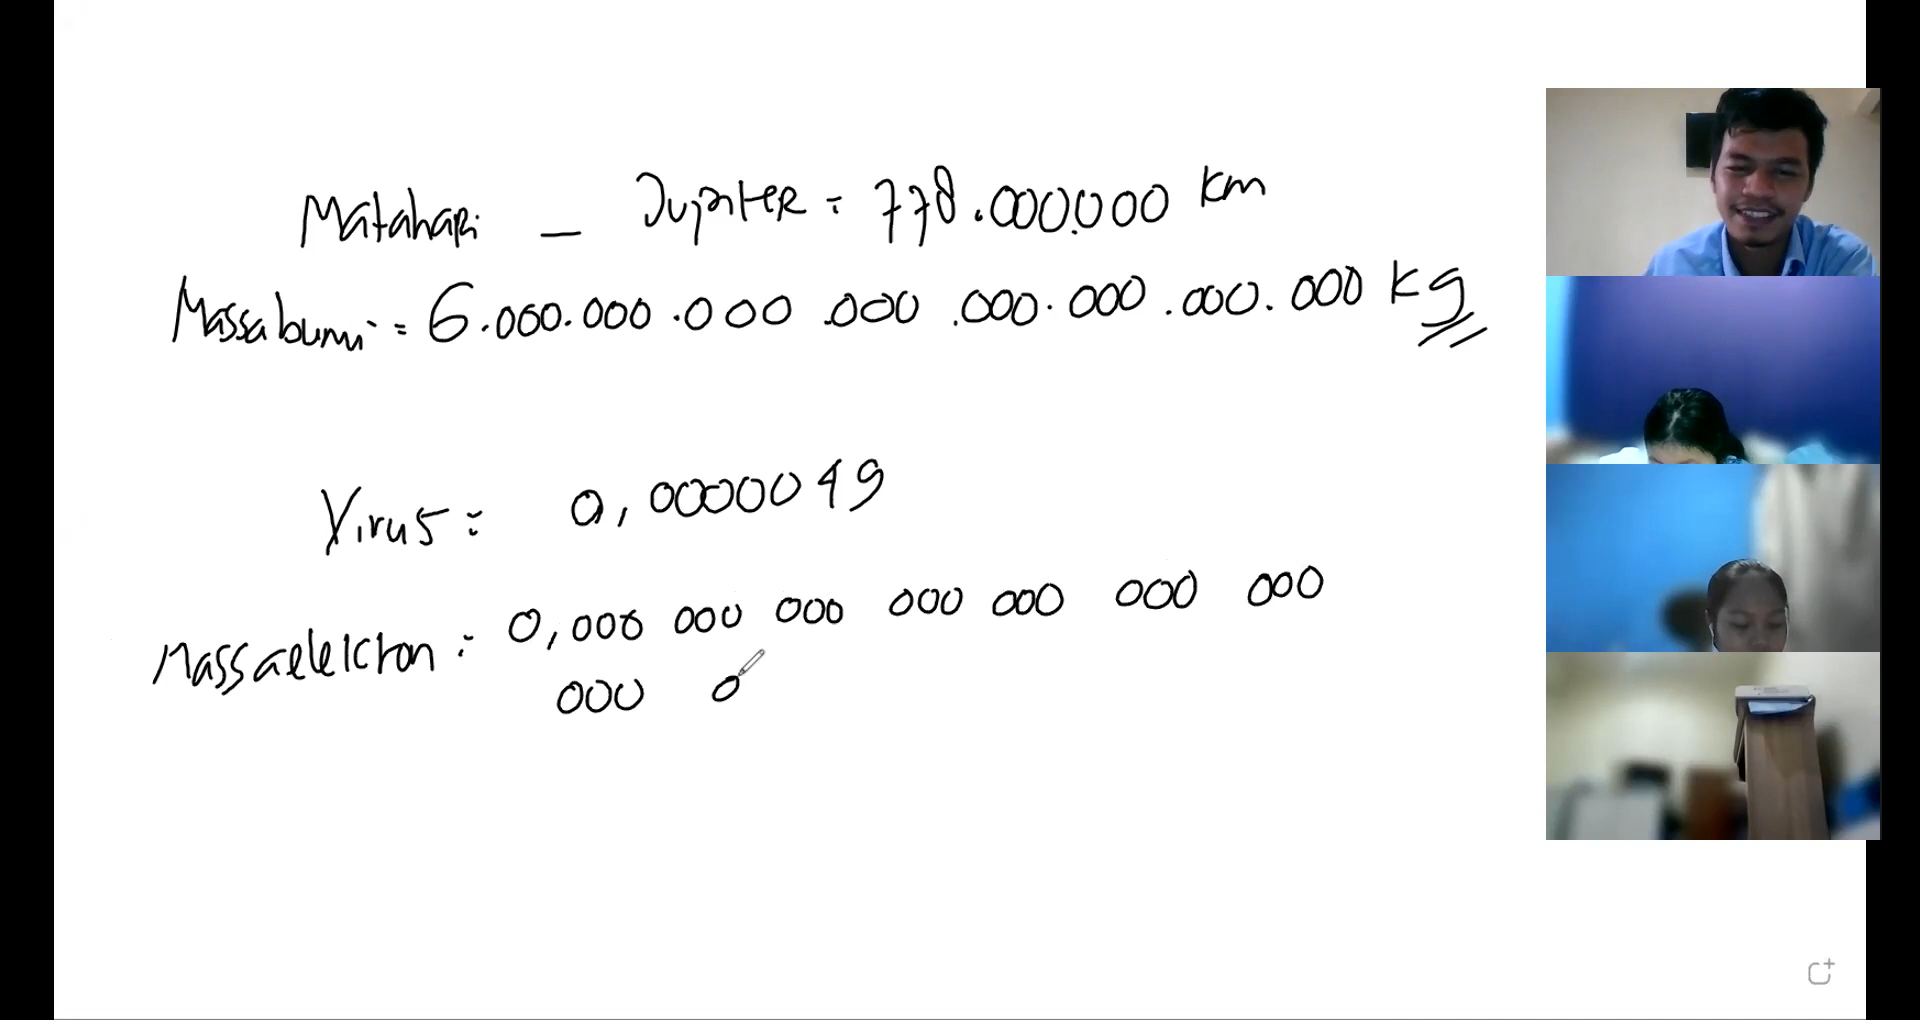 Matahari - Jupiter = 778.000.000 km
Massa bumi = 6.000.000.000.000.000.000.000.000 kg
Virus = 0,0000049
Massa elektron = 0,000 000 000 000 000 000 000
000 0